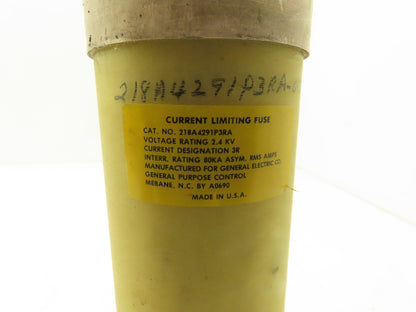 218A4291P3RA-
CURRENT LIMITING FUSE
CAT. NO. 218A4291P3RA
VOLTAGE RATING 2.4 KV
CURRENT DESIGNATION 3R
INTERR. RATING 80KA ASYM. RMS AMPS
MANUFACTURED FOR GENERAL ELECTRIC CO.
GENERAL PURPOSE CONTROL
MEBANE, N.C. BY A0690
MADE IN U.S.A.